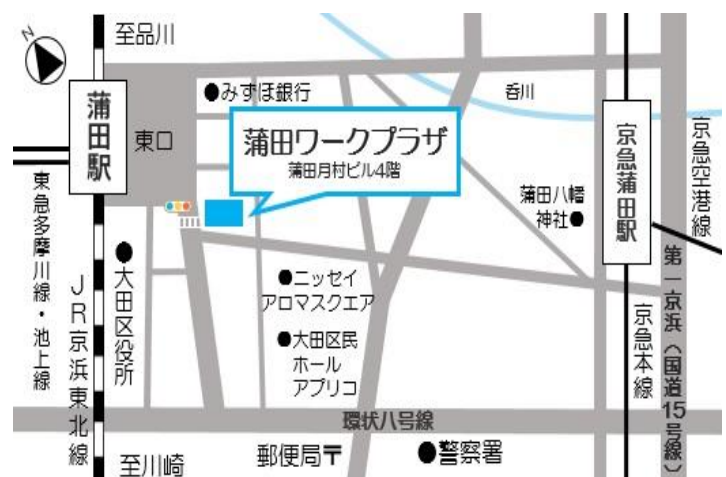 N
至品川
みずほ銀行
呑川
蒲田駅
東口
蒲田ワークプラザ
蒲田月村ビル4階
京急蒲田駅
京急空港線
蒲田八幡
神社
東急多摩川線・池上線
JR京浜東北線
大田区役所
ニッセイ
アロマスクエア
大田区民
ホール
アプリコ
京急本線
第一京浜（国道15号線）
環状八号線
至川崎
郵便局〒
警察署